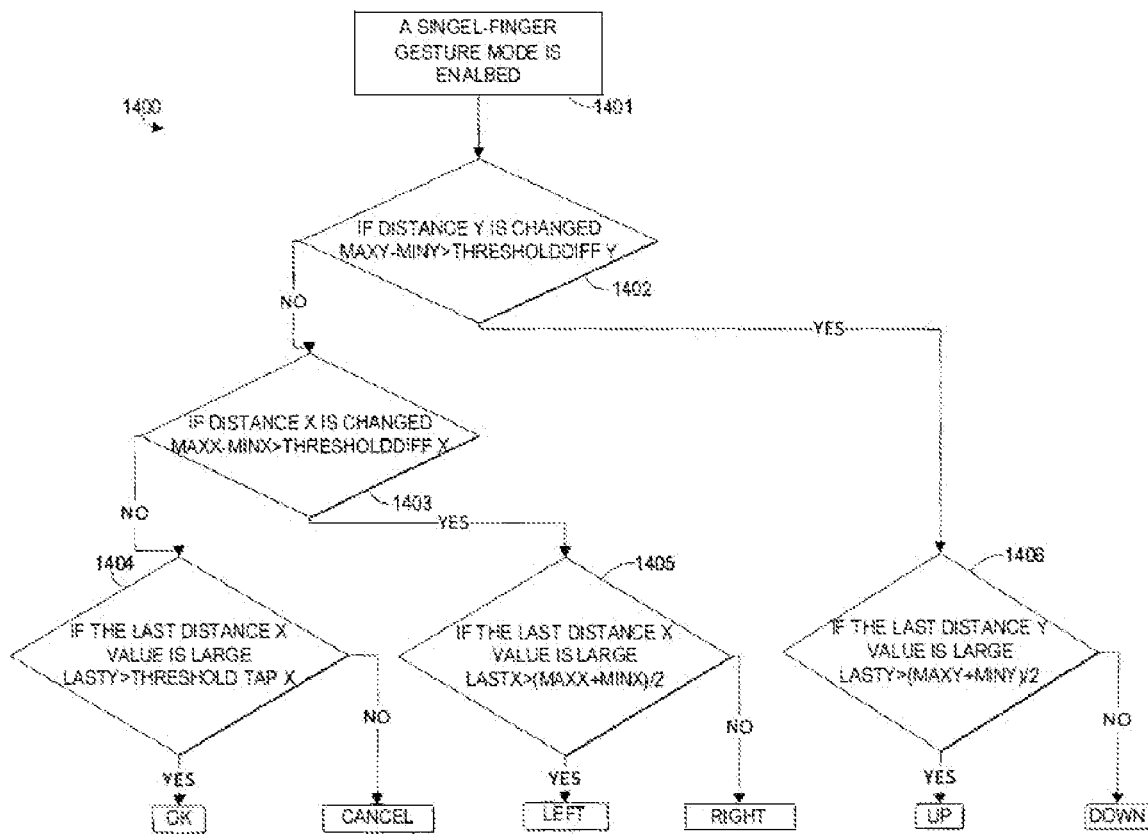 A SINGEL-FINGER
GESTURE MODE IS
ENALBED
1401
1400
IF DISTANCE Y IS CHANGED
MAXY-MINY>THRESHOLDDIFF Y
1402
NO
YES
IF DISTANCE X IS CHANGED
MAXX-MINX>THRESHOLDDIFF X
1403
NO
YES
1404
IF THE LAST DISTANCE X
VALUE IS LARGE
LASTY>THRESHOLD TAP X
NO
YES
1405
IF THE LAST DISTANCE X
VALUE IS LARGE
LASTX>(MAXX+MINX)/2
NO
YES
1406
IF THE LAST DISTANCE Y
VALUE IS LARGE
LASTY>(MAXY+MINY)/2
NO
YES
OK
CANCEL
LEFT
RIGHT
UP
DOWN